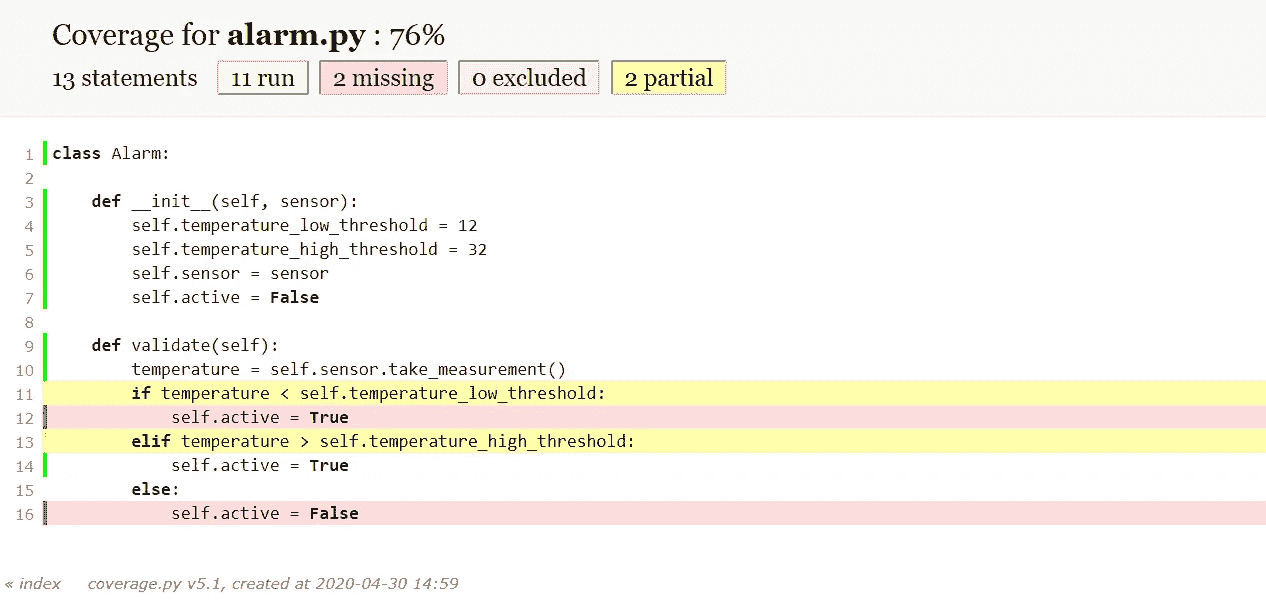 Coverage for alarm.py : 76%
13 statements 11 run 2 missing 0 excluded 2 partial
1 class Alarm:
2
3     def __init__(self, sensor):
4         self.temperature_low_threshold = 12
5         self.temperature_high_threshold = 32
6         self.sensor = sensor
7         self.active = False
8
9     def validate(self):
10         temperature = self.sensor.take_measurement()
11         if temperature < self.temperature_low_threshold:
12             self.active = True
13         elif temperature > self.temperature_high_threshold:
14             self.active = True
15         else:
16             self.active = False
« index coverage.py v5.1, created at 2020-04-30 14:59